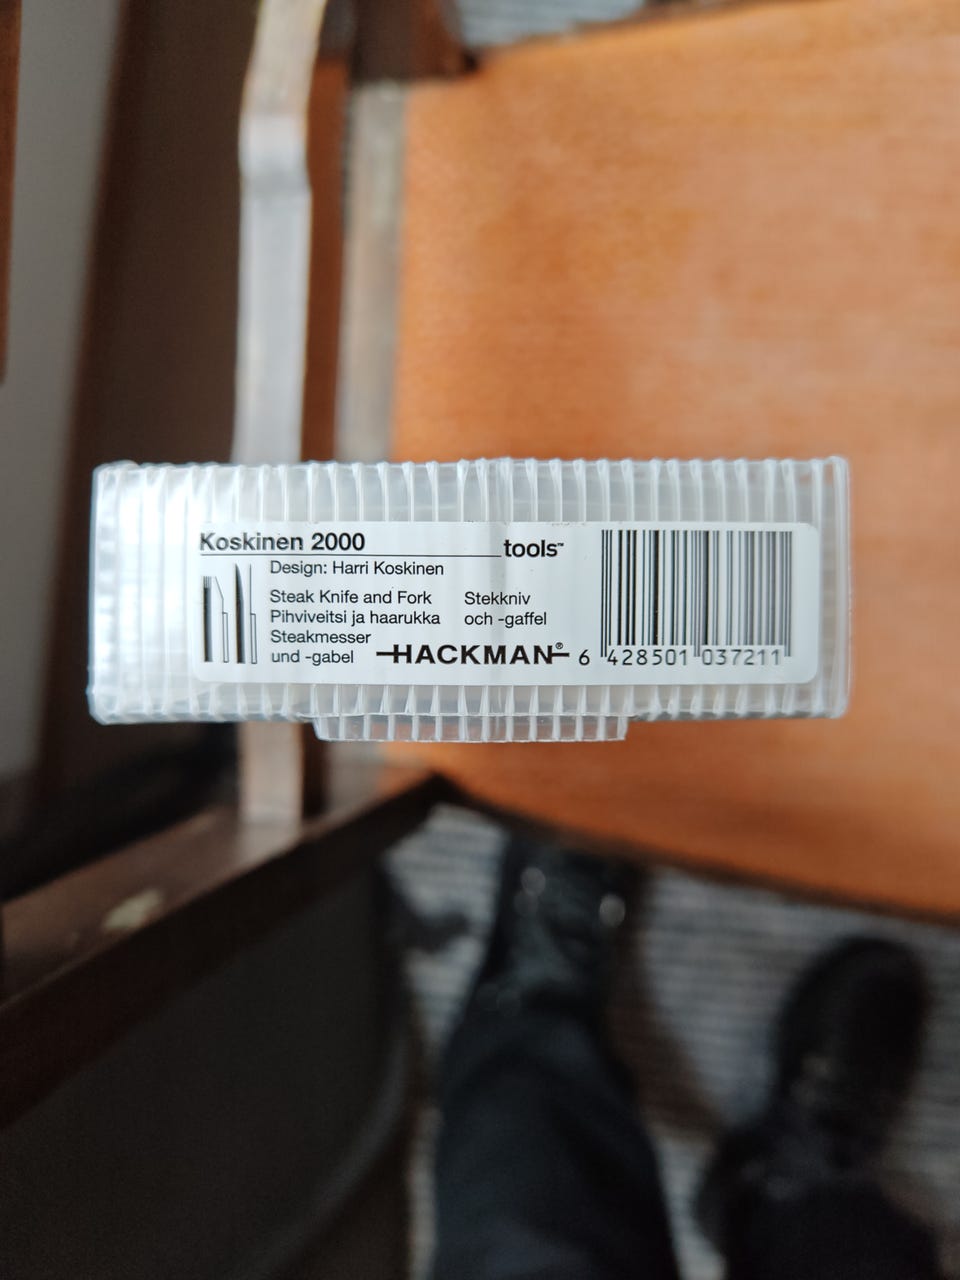 Koskinen 2000
tools™
Design: Harri Koskinen
Steak Knife and Fork
Pihviveitsi ja haarukka
Steakmesser
und -gabel
Stekkniv
och -gaffel
HACKMAN®
6 428501 037211